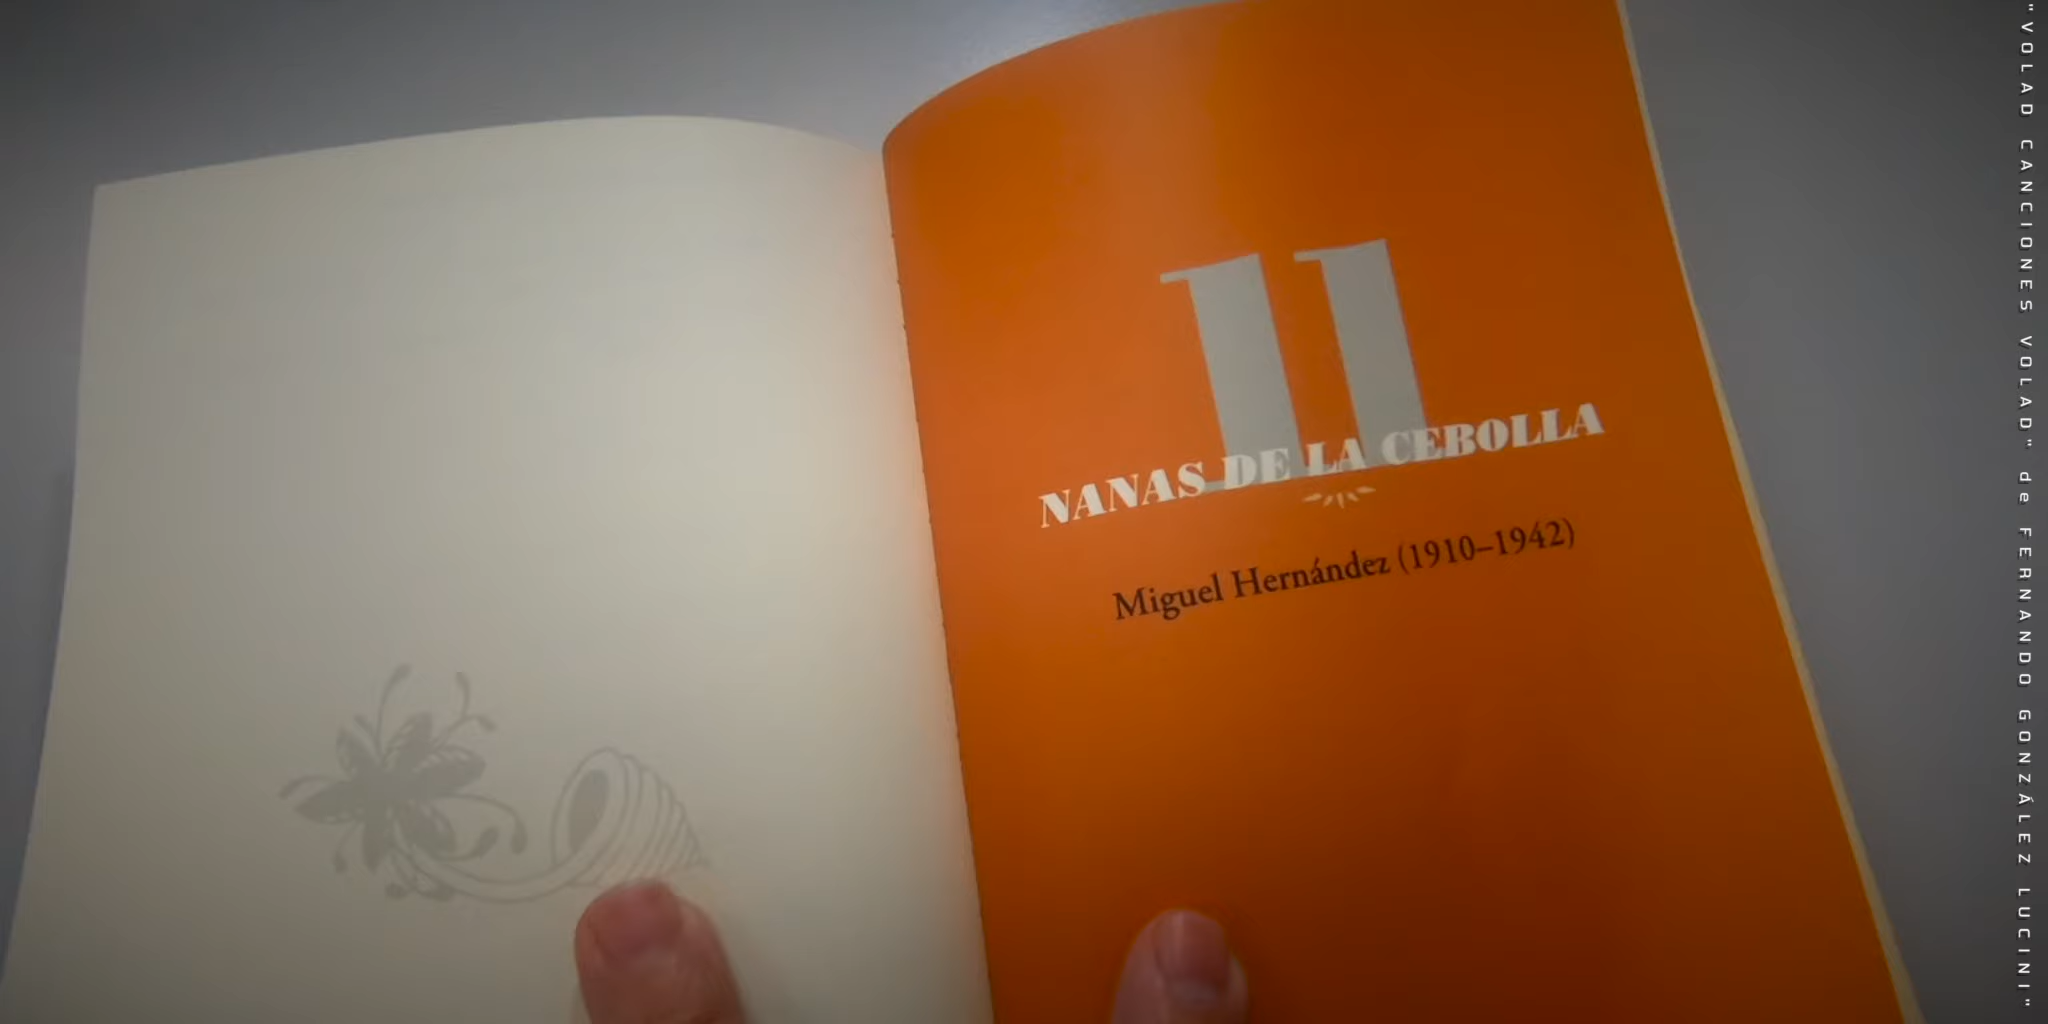 11
NANAS DE LA CEBOLLA
Miguel Hernández (1910–1942)
"VOLAD CANCIONES VOLAD" de FERNANDO GONZÁLEZ LUCINI"